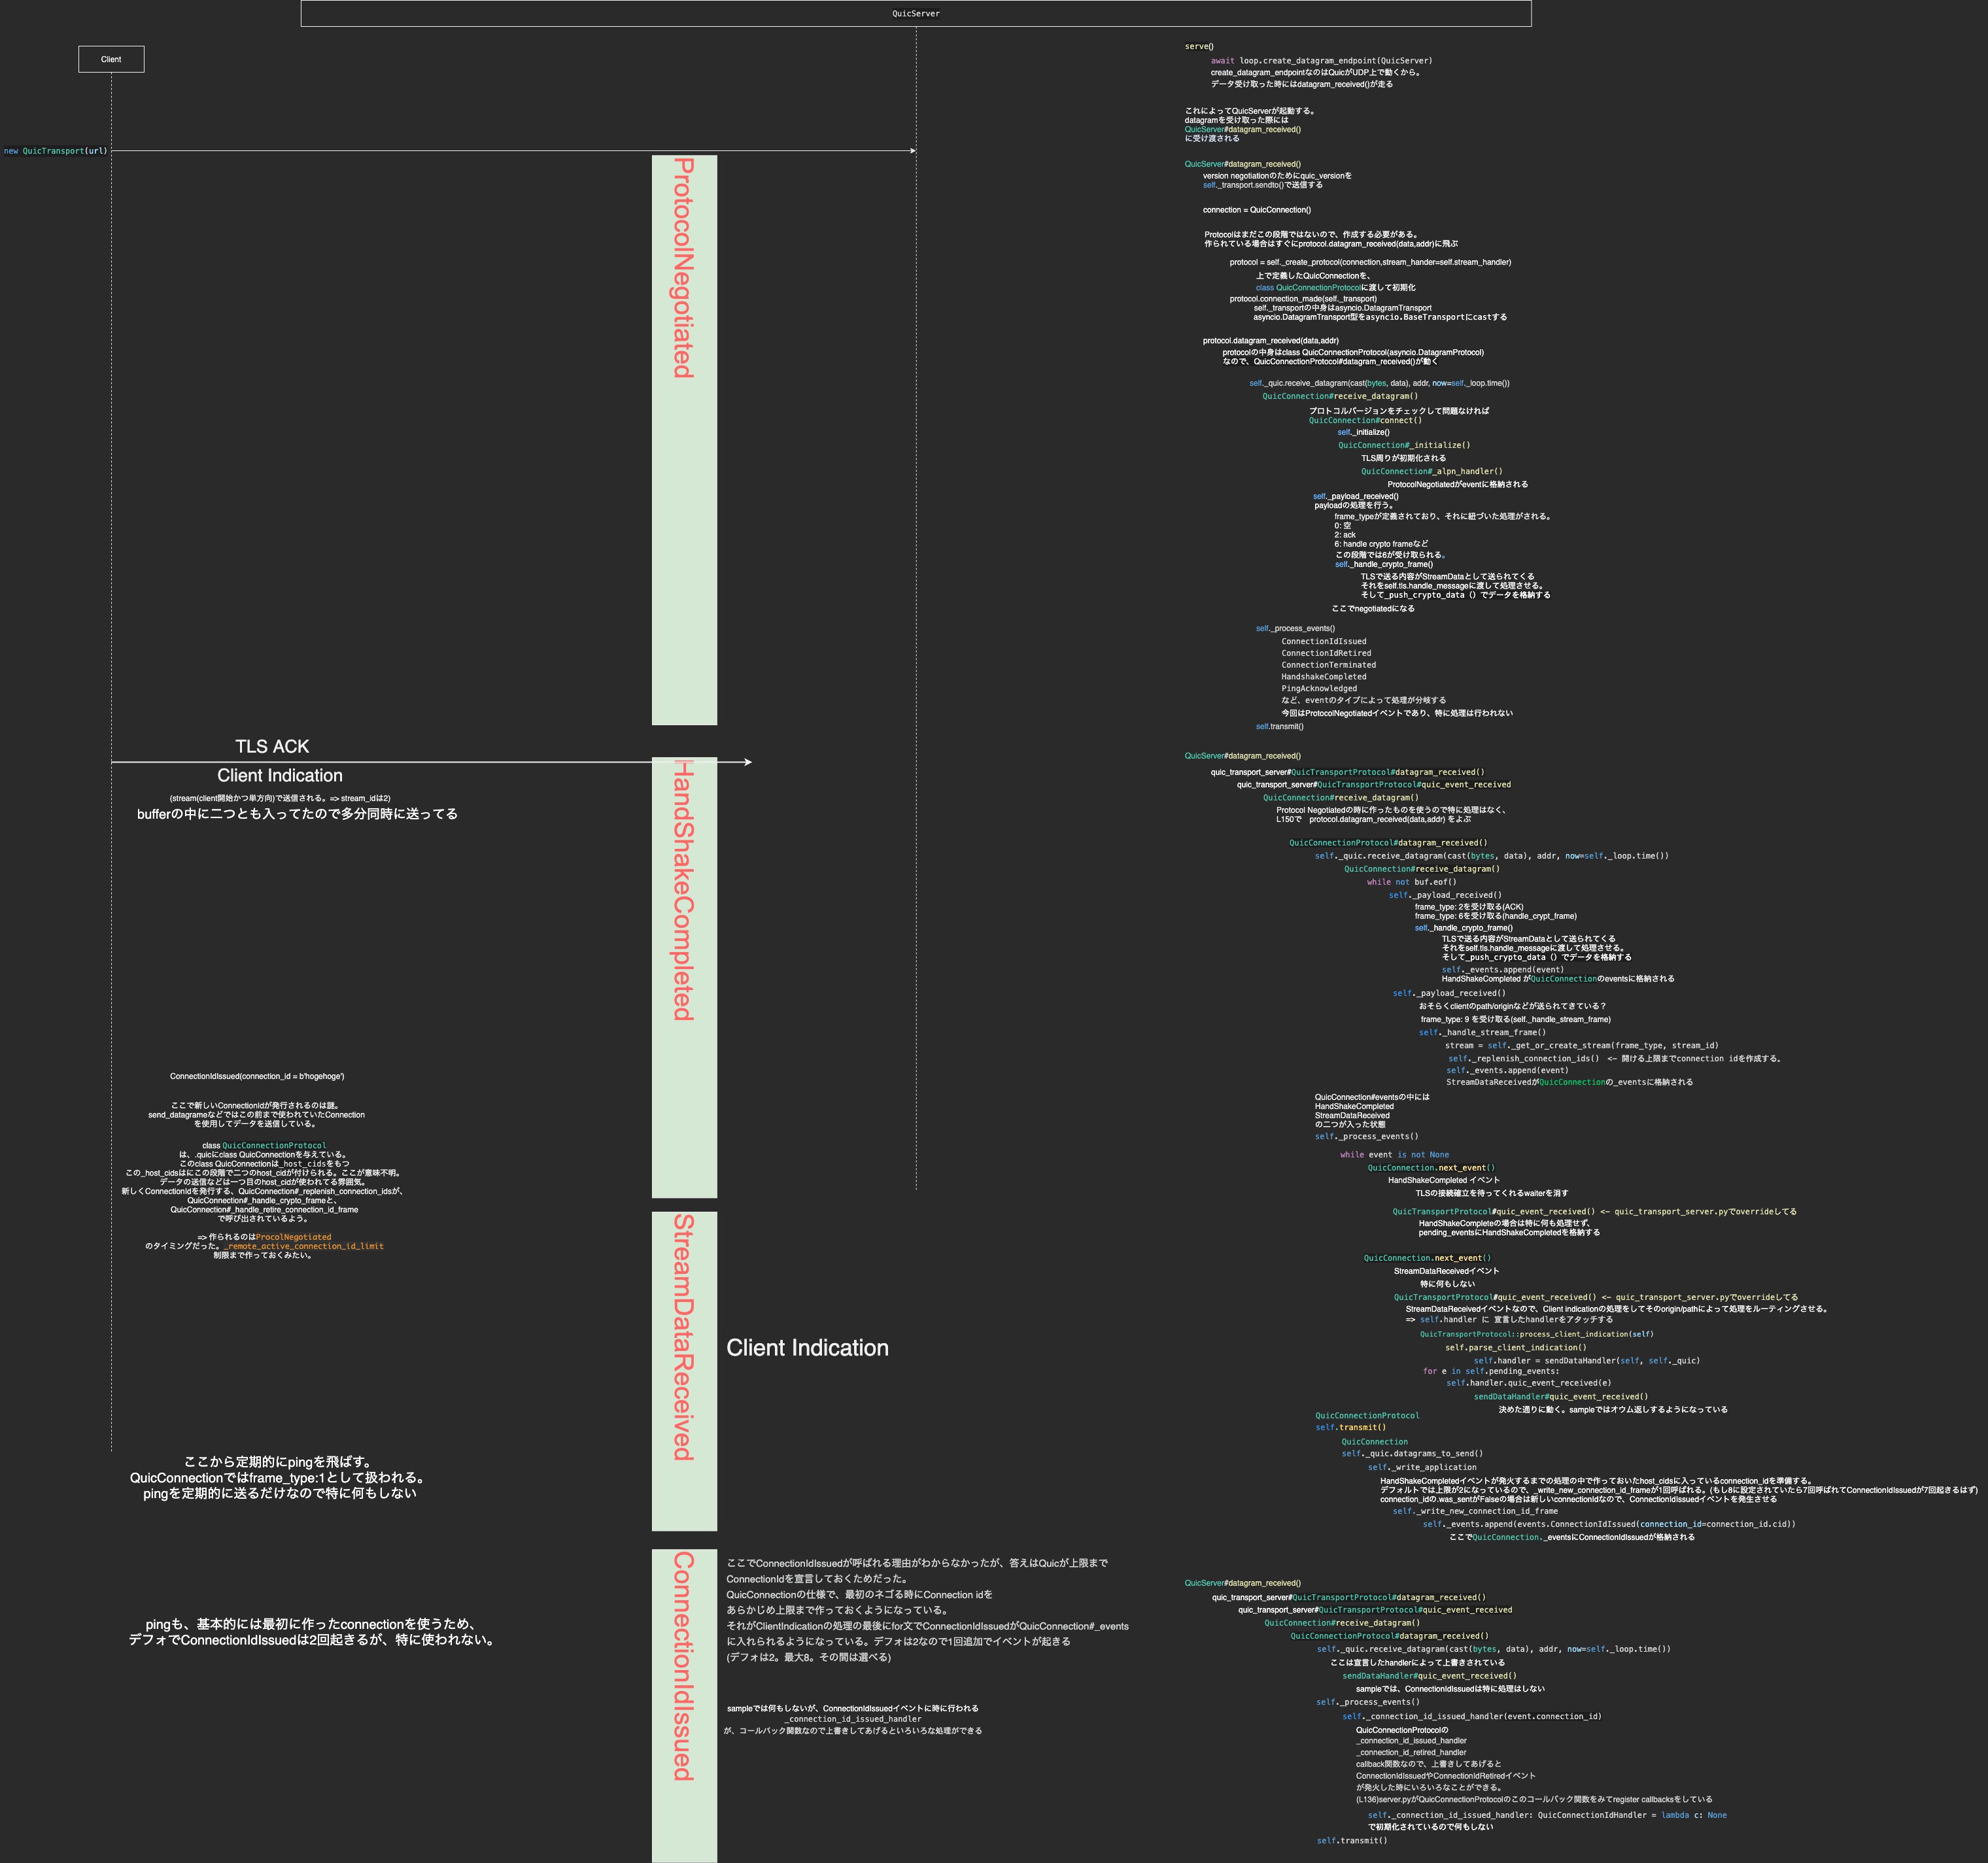 QuicServer
Client
new QuicTransport(url)
ProtocolNegotiated
TLS ACK
Client Indication
(stream(client開始かつ単方向)で送信される。=> stream_idは2)
bufferの中に二つとも入ってたので多分同時に送ってる
HandShakeCompleted
ConnectionIdIssued(connection_id = b'hogehoge')
ここで新しいConnectionIdが発行されるのは謎。
send_datagrameなどではこの前まで使われていたConnection
を使用してデータを送信している。
class QuicConnectionProtocol
は、.quicにclass QuicConnectionを与えている。
このclass QuicConnectionは_host_cidsをもつ
この_host_cidsはにこの段階で二つのhost_cidが付けられる。ここが意味不明。
データの送信などは一つ目のhost_cidが使われてる雰囲気。
新しくConnectionIdを発行する、QuicConnection#_replenish_connection_idsが、
QuicConnection#_handle_crypto_frameと、
QuicConnection#_handle_retire_connection_id_frame
で呼び出されているよう。
=> 作られるのはProcolNegotiated
のタイミングだった。_remote_active_connection_id_limit
制限まで作っておくみたい。
StreamDataReceived
Client Indication
ここから定期的にpingを飛ばす。
QuicConnectionではframe_type:1として扱われる。
pingを定期的に送るだけなので特に何もしない
ConnectionIdIssued
pingも、基本的には最初に作ったconnectionを使うため、
デフォでConnectionIdIssuedは2回起きるが、特に使われない。
ここでConnectionIdIssuedが呼ばれる理由がわからなかったが、答えはQuicが上限まで
ConnectionIdを宣言しておくためだった。
QuicConnectionの仕様で、最初のネゴる時にConnection idを
あらかじめ上限まで作っておくようになっている。
それがClientIndicationの処理の最後にfor文でConnectionIdIssuedがQuicConnection#_events
に入れられるようになっている。デフォは2なので1回追加でイベントが起きる
(デフォは2。最大8。その間は選べる)
sampleでは何もしないが、ConnectionIdIssuedイベントに時に行われる
_connection_id_issued_handler
が、コールバック関数なので上書きしてあげるといろいろな処理ができる
serve()
await loop.create_datagram_endpoint(QuicServer)
create_datagram_endpointなのはQuicがUDP上で動くから。
データ受け取った時にはdatagram_received()が走る
これによってQuicServerが起動する。
datagramを受け取った際には
QuicServer#datagram_received()
に受け渡される
QuicServer#datagram_received()
version negotiationのためにquic_versionを
self._transport.sendto()で送信する
connection = QuicConnection()
Protocolはまだこの段階ではないので、作成する必要がある。
作られている場合はすぐにprotocol.datagram_received(data,addr)に飛ぶ
protocol = self._create_protocol(connection,stream_hander=self.stream_handler)
上で定義したQuicConnectionを、
class QuicConnectionProtocolに渡して初期化
protocol.connection_made(self._transport)
self._transportの中身はasyncio.DatagramTransport
asyncio.DatagramTransport型をasyncio.BaseTransportにcastする
protocol.datagram_received(data,addr)
protocolの中身はclass QuicConnectionProtocol(asyncio.DatagramProtocol)
なので、QuicConnectionProtocol#datagram_received()が動く
self._quic.receive_datagram(cast(bytes, data), addr, now=self._loop.time())
QuicConnection#receive_datagram()
プロトコルバージョンをチェックして問題なければ
QuicConnection#connect()
self._initialize()
QuicConnection#_initialize()
TLS周りが初期化される
QuicConnection#_alpn_handler()
ProtocolNegotiatedがeventに格納される
self._payload_received()
payloadの処理を行う。
frame_typeが定義されており、それに紐づいた処理がされる。
0: 空
2: ack
6: handle crypto frameなど
この段階では6が受け取られる。
self._handle_crypto_frame()
TLSで送る内容がStreamDataとして送られてくる
それをself.tls.handle_messageに渡して処理させる。
そして_push_crypto_data () でデータを格納する
ここでnegotiatedになる
self._process_events()
ConnectionIdIssued
ConnectionIdRetired
ConnectionTerminated
HandshakeCompleted
PingAcknowledged
など、eventのタイプによって処理が分岐する
今回はProtocolNegotiatedイベントであり、特に処理は行われない
self.transmit()
QuicServer#datagram_received()
quic_transport_server#QuicTransportProtocol#datagram_received()
quic_transport_server#QuicTransportProtocol#quic_event_received
QuicConnection#receive_datagram()
Protocol Negotiatedの時に作ったものを使うので特に処理はなく、
L150で protocol.datagram_received(data,addr) をよぶ
QuicConnectionProtocol#datagram_received()
self._quic.receive_datagram(cast(bytes, data), addr, now=self._loop.time())
QuicConnection#receive_datagram()
while not buf.eof()
self._payload_received()
frame_type: 2を受け取る(ACK)
frame_type: 6を受け取る(handle_crypt_frame)
self._handle_crypto_frame()
TLSで送る内容がStreamDataとして送られてくる
それをself.tls.handle_messageに渡して処理させる。
そして_push_crypto_data () でデータを格納する
self._events.append(event)
HandShakeCompleted がQuicConnectionのeventsに格納される
self._payload_received()
おそらくclientのpath/originなどが送られてきている？
frame_type: 9 を受け取る(self._handle_stream_frame)
self._handle_stream_frame()
stream = self._get_or_create_stream(frame_type, stream_id)
self._replenish_connection_ids() <- 開ける上限までconnection idを作成する。
self._events.append(event)
StreamDataReceivedがQuicConnectionの_eventsに格納される
QuicConnection#eventsの中には
HandShakeCompleted
StreamDataReceived
の二つが入った状態
self._process_events()
while event is not None
QuicConnection.next_event()
HandShakeCompleted イベント
TLSの接続確立を待ってくれるwaiterを消す
QuicTransportProtocol#quic_event_received() <- quic_transport_server.pyでoverrideしてる
HandShakeCompleteの場合は特に何も処理せず、
pending_eventsにHandShakeCompletedを格納する
QuicConnection.next_event()
StreamDataReceivedイベント
特に何もしない
QuicTransportProtocol#quic_event_received() <- quic_transport_server.pyでoverrideしてる
StreamDataReceivedイベントなので、Client indicationの処理をしてそのorigin/pathによって処理をルーティングさせる。
=> self.handler に 宣言したhandlerをアタッチする
QuicTransportProtocol::process_client_indication(self)
self.parse_client_indication()
self.handler = sendDataHandler(self, self._quic)
for e in self.pending_events:
self.handler.quic_event_received(e)
sendDataHandler#quic_event_received()
決めた通りに動く。sampleではオウム返しするようになっている
QuicConnectionProtocol
self.transmit()
QuicConnection
self._quic.datagrams_to_send()
self._write_application
HandShakeCompletedイベントが発火するまでの処理の中で作っておいたhost_cidsに入っているconnection_idを準備する。
デフォルトでは上限が2になっているので、_write_new_connection_id_frameが1回呼ばれる。(もし8に設定されていたら7回呼ばれてConnectionIdIssuedが7回起きるはず)
connection_idの.was_sentがFalseの場合は新しいconnectionIdなので、ConnectionIdIssuedイベントを発生させる
self._write_new_connection_id_frame
self._events.append(events.ConnectionIdIssued(connection_id=connection_id.cid))
ここでQuicConnection._eventsにConnectionIdIssuedが格納される
QuicServer#datagram_received()
quic_transport_server#QuicTransportProtocol#datagram_received()
quic_transport_server#QuicTransportProtocol#quic_event_received
QuicConnection#receive_datagram()
QuicConnectionProtocol#datagram_received()
self._quic.receive_datagram(cast(bytes, data), addr, now=self._loop.time())
ここは宣言したhandlerによって上書きされている
sendDataHandler#quic_event_received()
sampleでは、ConnectionIdIssuedは特に処理はしない
self._process_events()
self._connection_id_issued_handler(event.connection_id)
QuicConnectionProtocolの
_connection_id_issued_handler
_connection_id_retired_handler
callback関数なので、上書きしてあげると
ConnectionIdIssuedやConnectionIdRetiredイベント
が発火した時にいろいろなことができる。
(L136)server.pyがQuicConnectionProtocolのこのコールバック関数をみてregister callbacksをしている
self._connection_id_issued_handler: QuicConnectionIdHandler = lambda c: None
で初期化されているので何もしない
self.transmit()